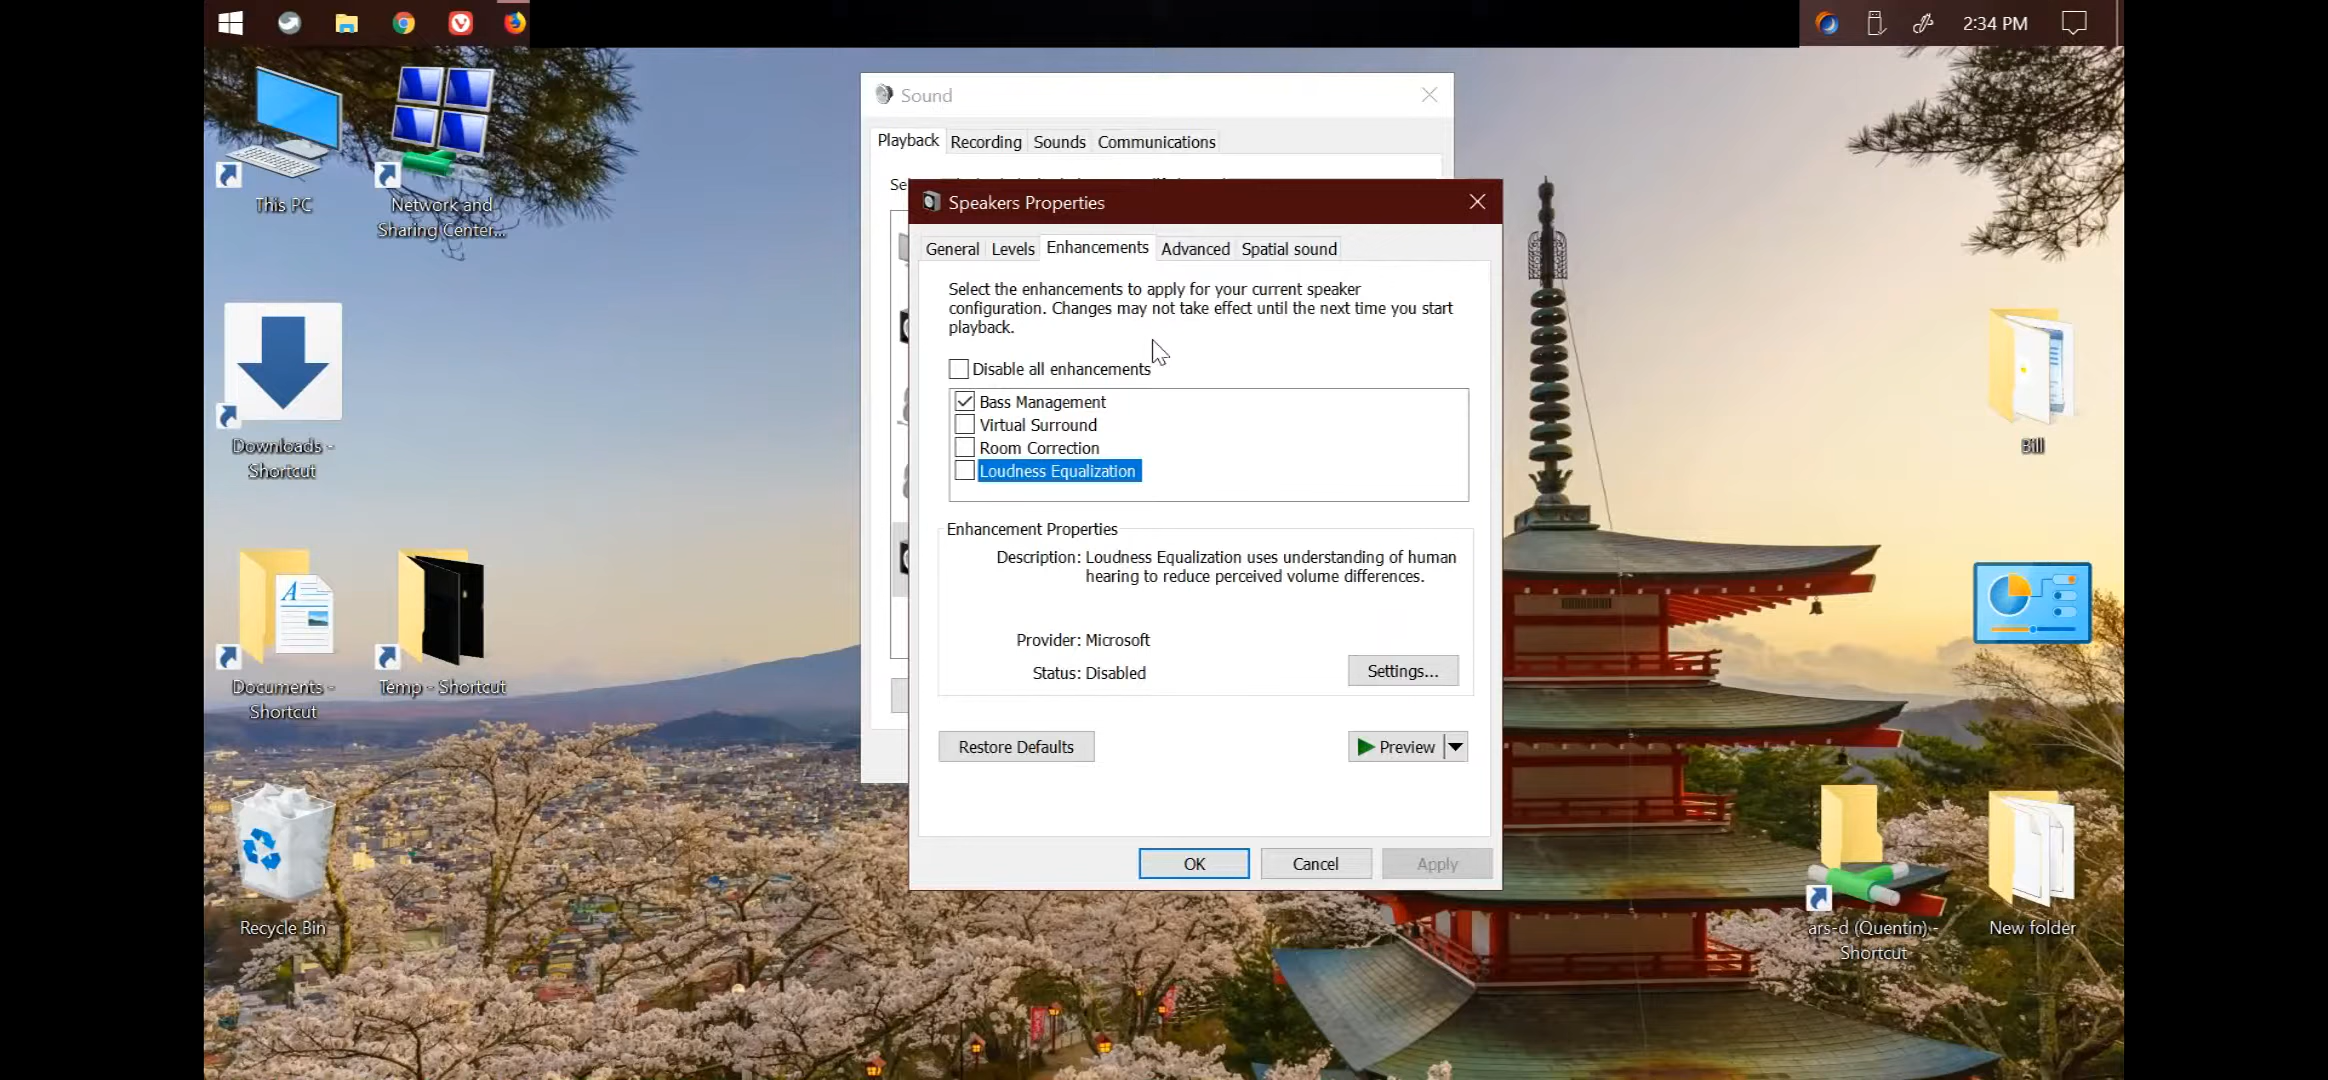 2:34 PM
This PC
Network and
Sharing Center...
Downloads -
Shortcut
Documents -
Shortcut
Temp - Shortcut
Recycle Bin
Sound
Playback
Recording
Sounds
Communications
Speakers Properties
General
Levels
Enhancements
Advanced
Spatial sound
Select the enhancements to apply for your current speaker
configuration. Changes may not take effect until the next time you start
playback.
Disable all enhancements
Bass Management
Virtual Surround
Room Correction
Loudness Equalization
Enhancement Properties
Description: Loudness Equalization uses understanding of human
hearing to reduce perceived volume differences.
Provider: Microsoft
Status: Disabled
Settings...
Restore Defaults
Preview
OK
Cancel
Apply
Bill
ars-d (Quentin) -
Shortcut
New folder